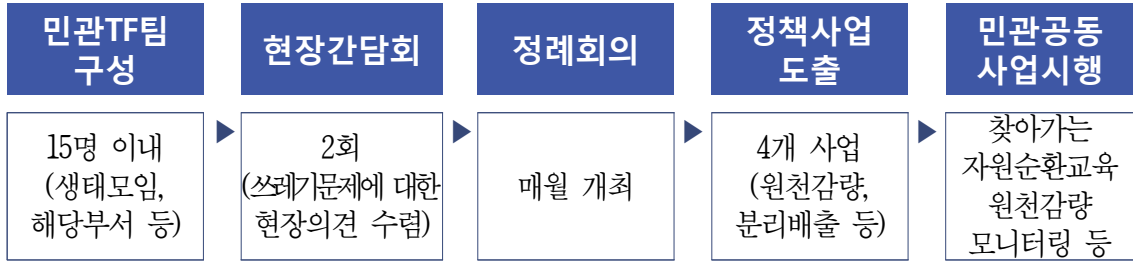 민관TF팀
구성
현장간담회
정례회의
정책사업
도출
민관공동
사업시행
15명 이내
(생태모임,
해당부서 등)
2회
(쓰레기문제에 대한
현장의견 수렴)
매월 개최
4개 사업
(원천감량,
분리배출 등)
찾아가는
자원순환교육
원천감량
모니터링 등